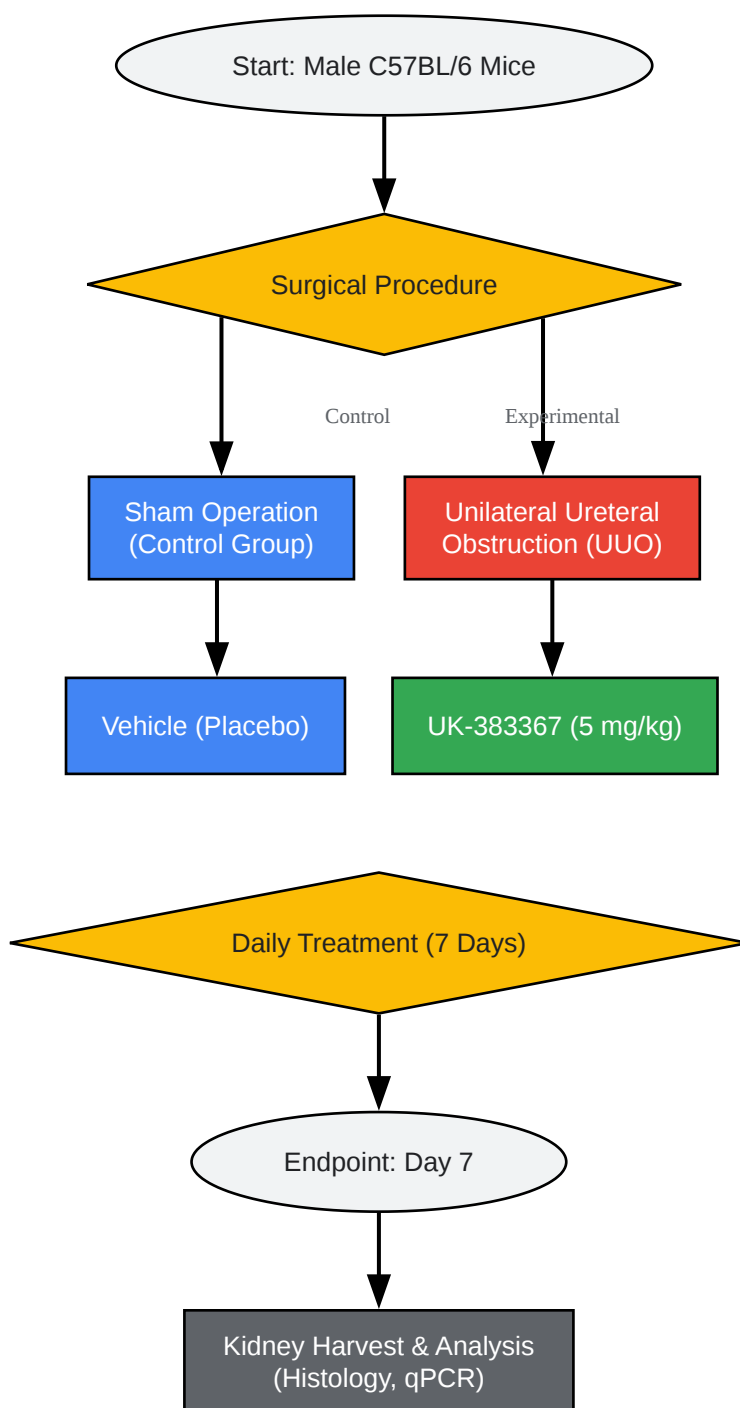 Start: Male C57BL/6 Mice
Surgical Procedure
Control
Experimental
Sham Operation
(Control Group)
Unilateral Ureteral
Obstruction (UUO)
Vehicle (Placebo)
UK-383367 (5 mg/kg)
Daily Treatment (7 Days)
Endpoint: Day 7
Kidney Harvest & Analysis
(Histology, qPCR)